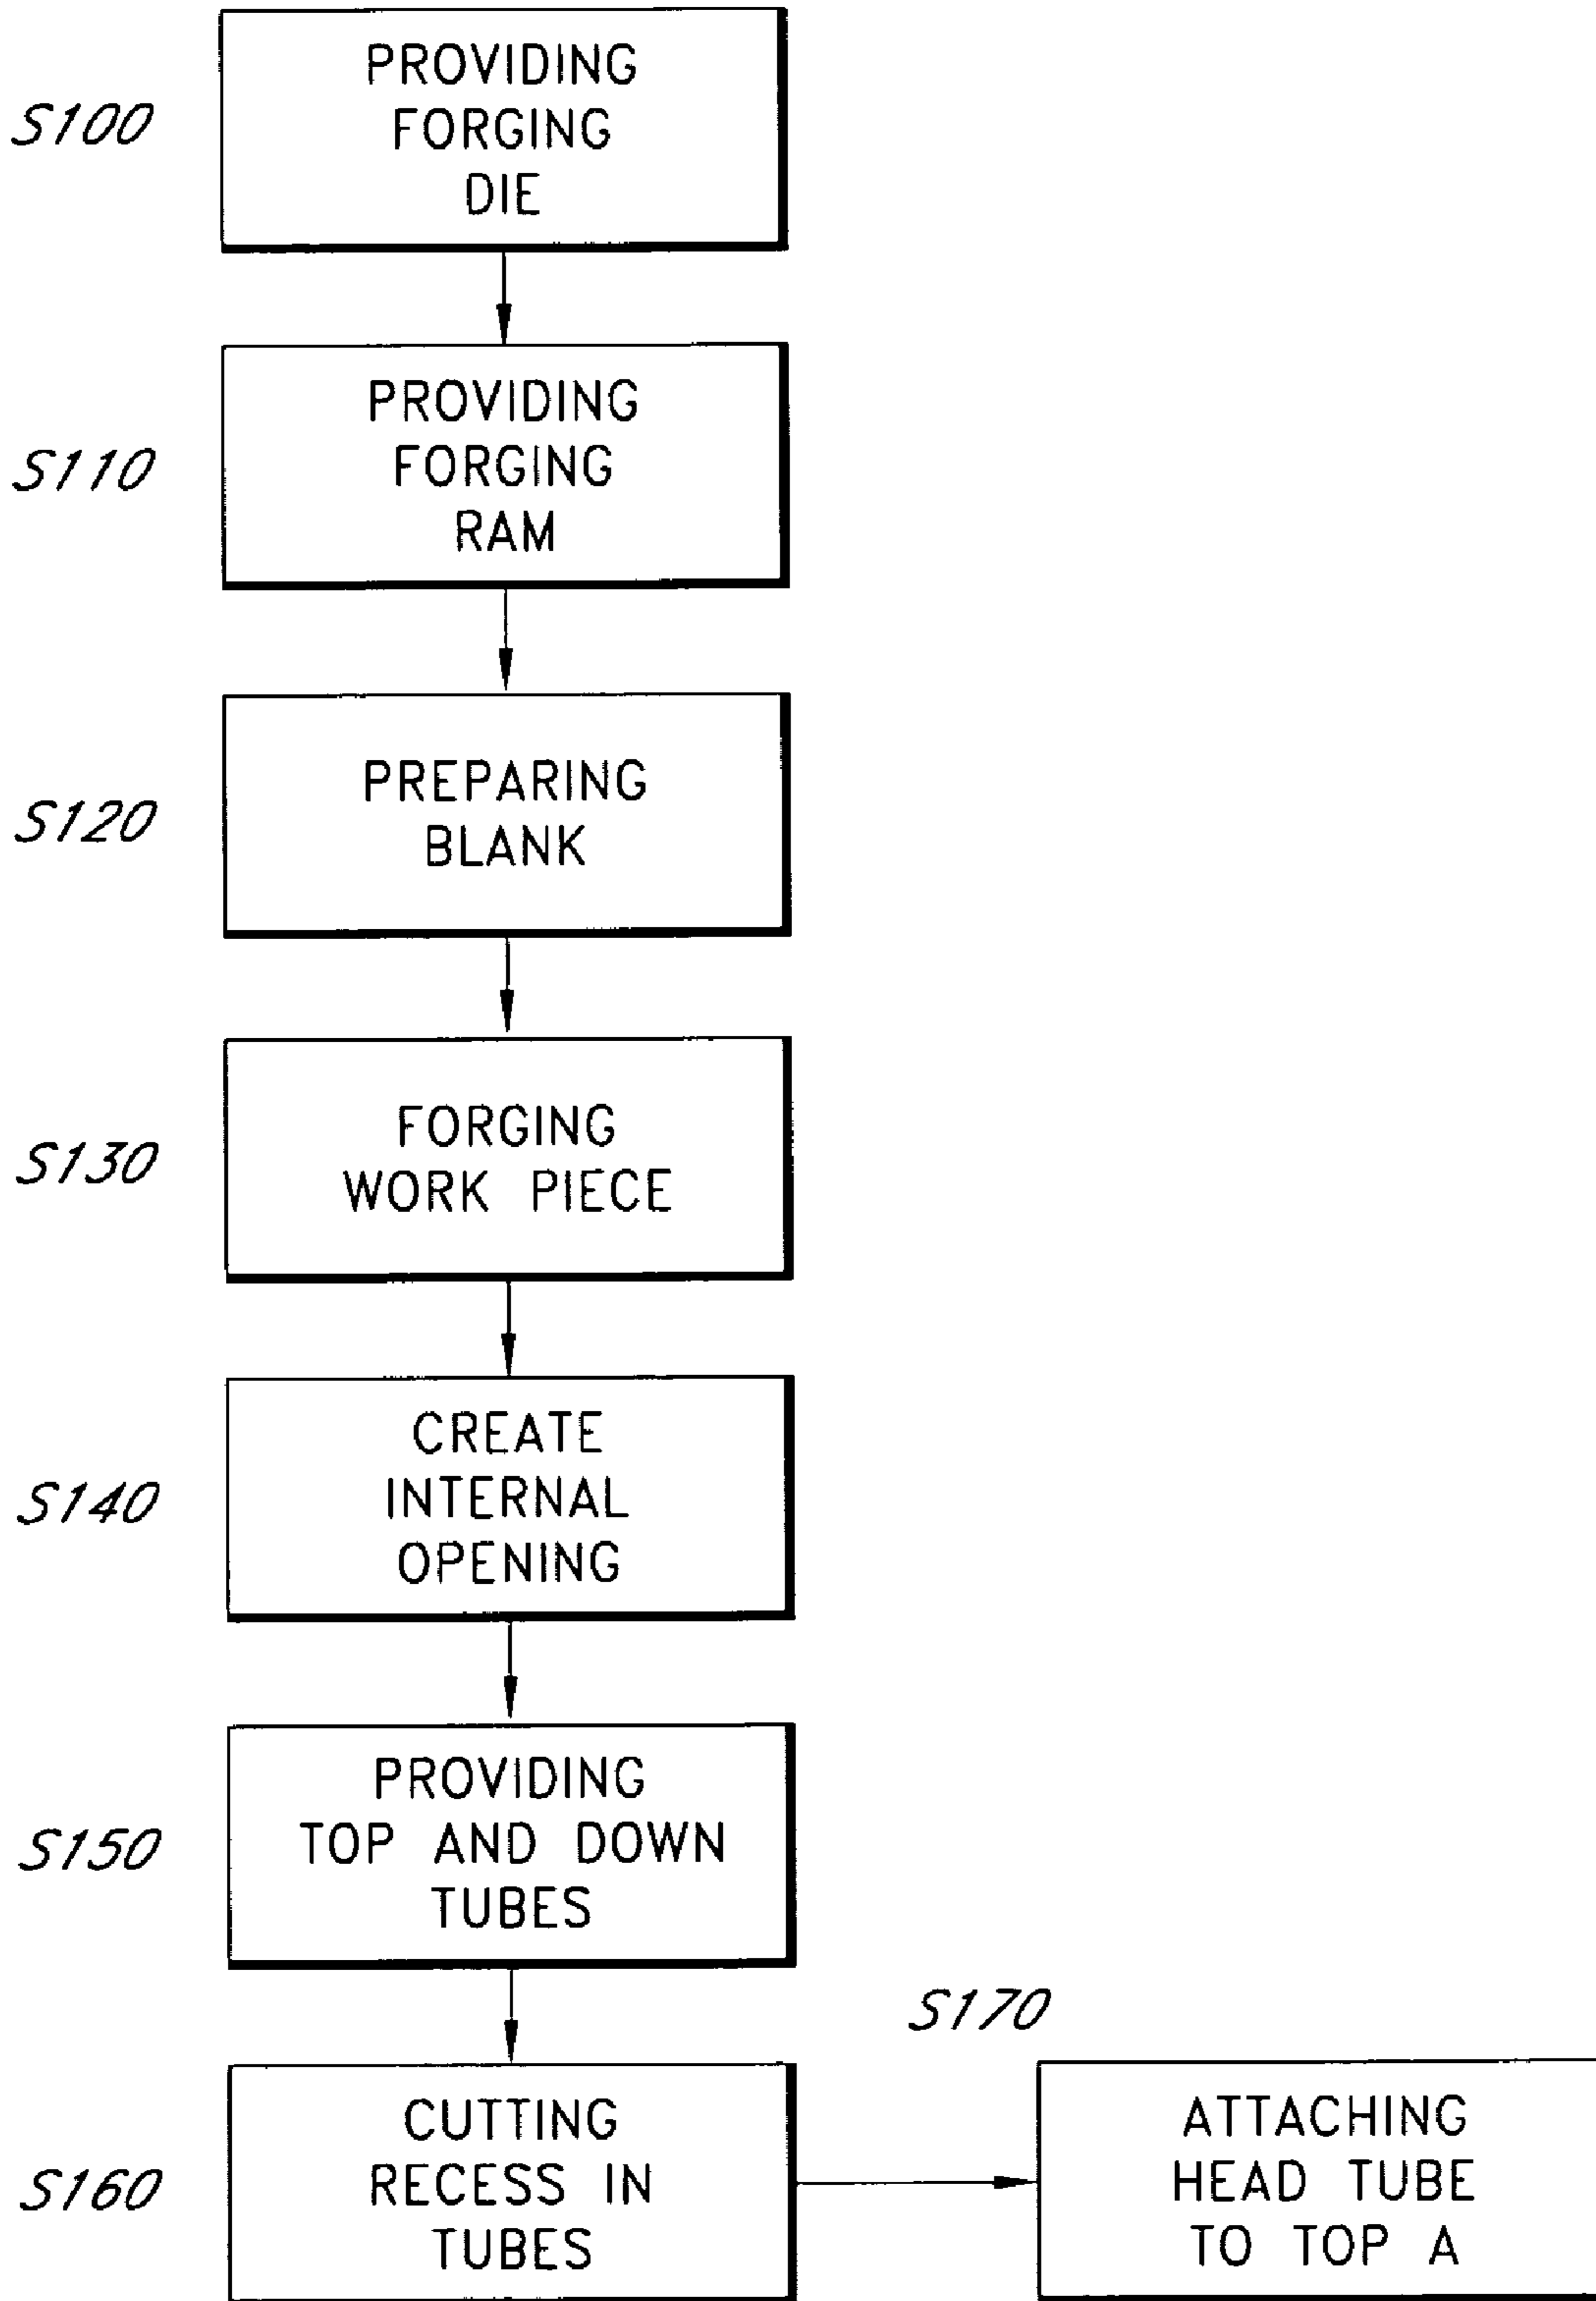 S100
PROVIDING
FORGING
DIE
S110
PROVIDING
FORGING
RAM
S120
PREPARING
BLANK
S130
FORGING
WORK PIECE
S140
CREATE
INTERNAL
OPENING
S150
PROVIDING
TOP AND DOWN
TUBES
S160
CUTTING
RECESS IN
TUBES
S170
ATTACHING
HEAD TUBE
TO TOP A